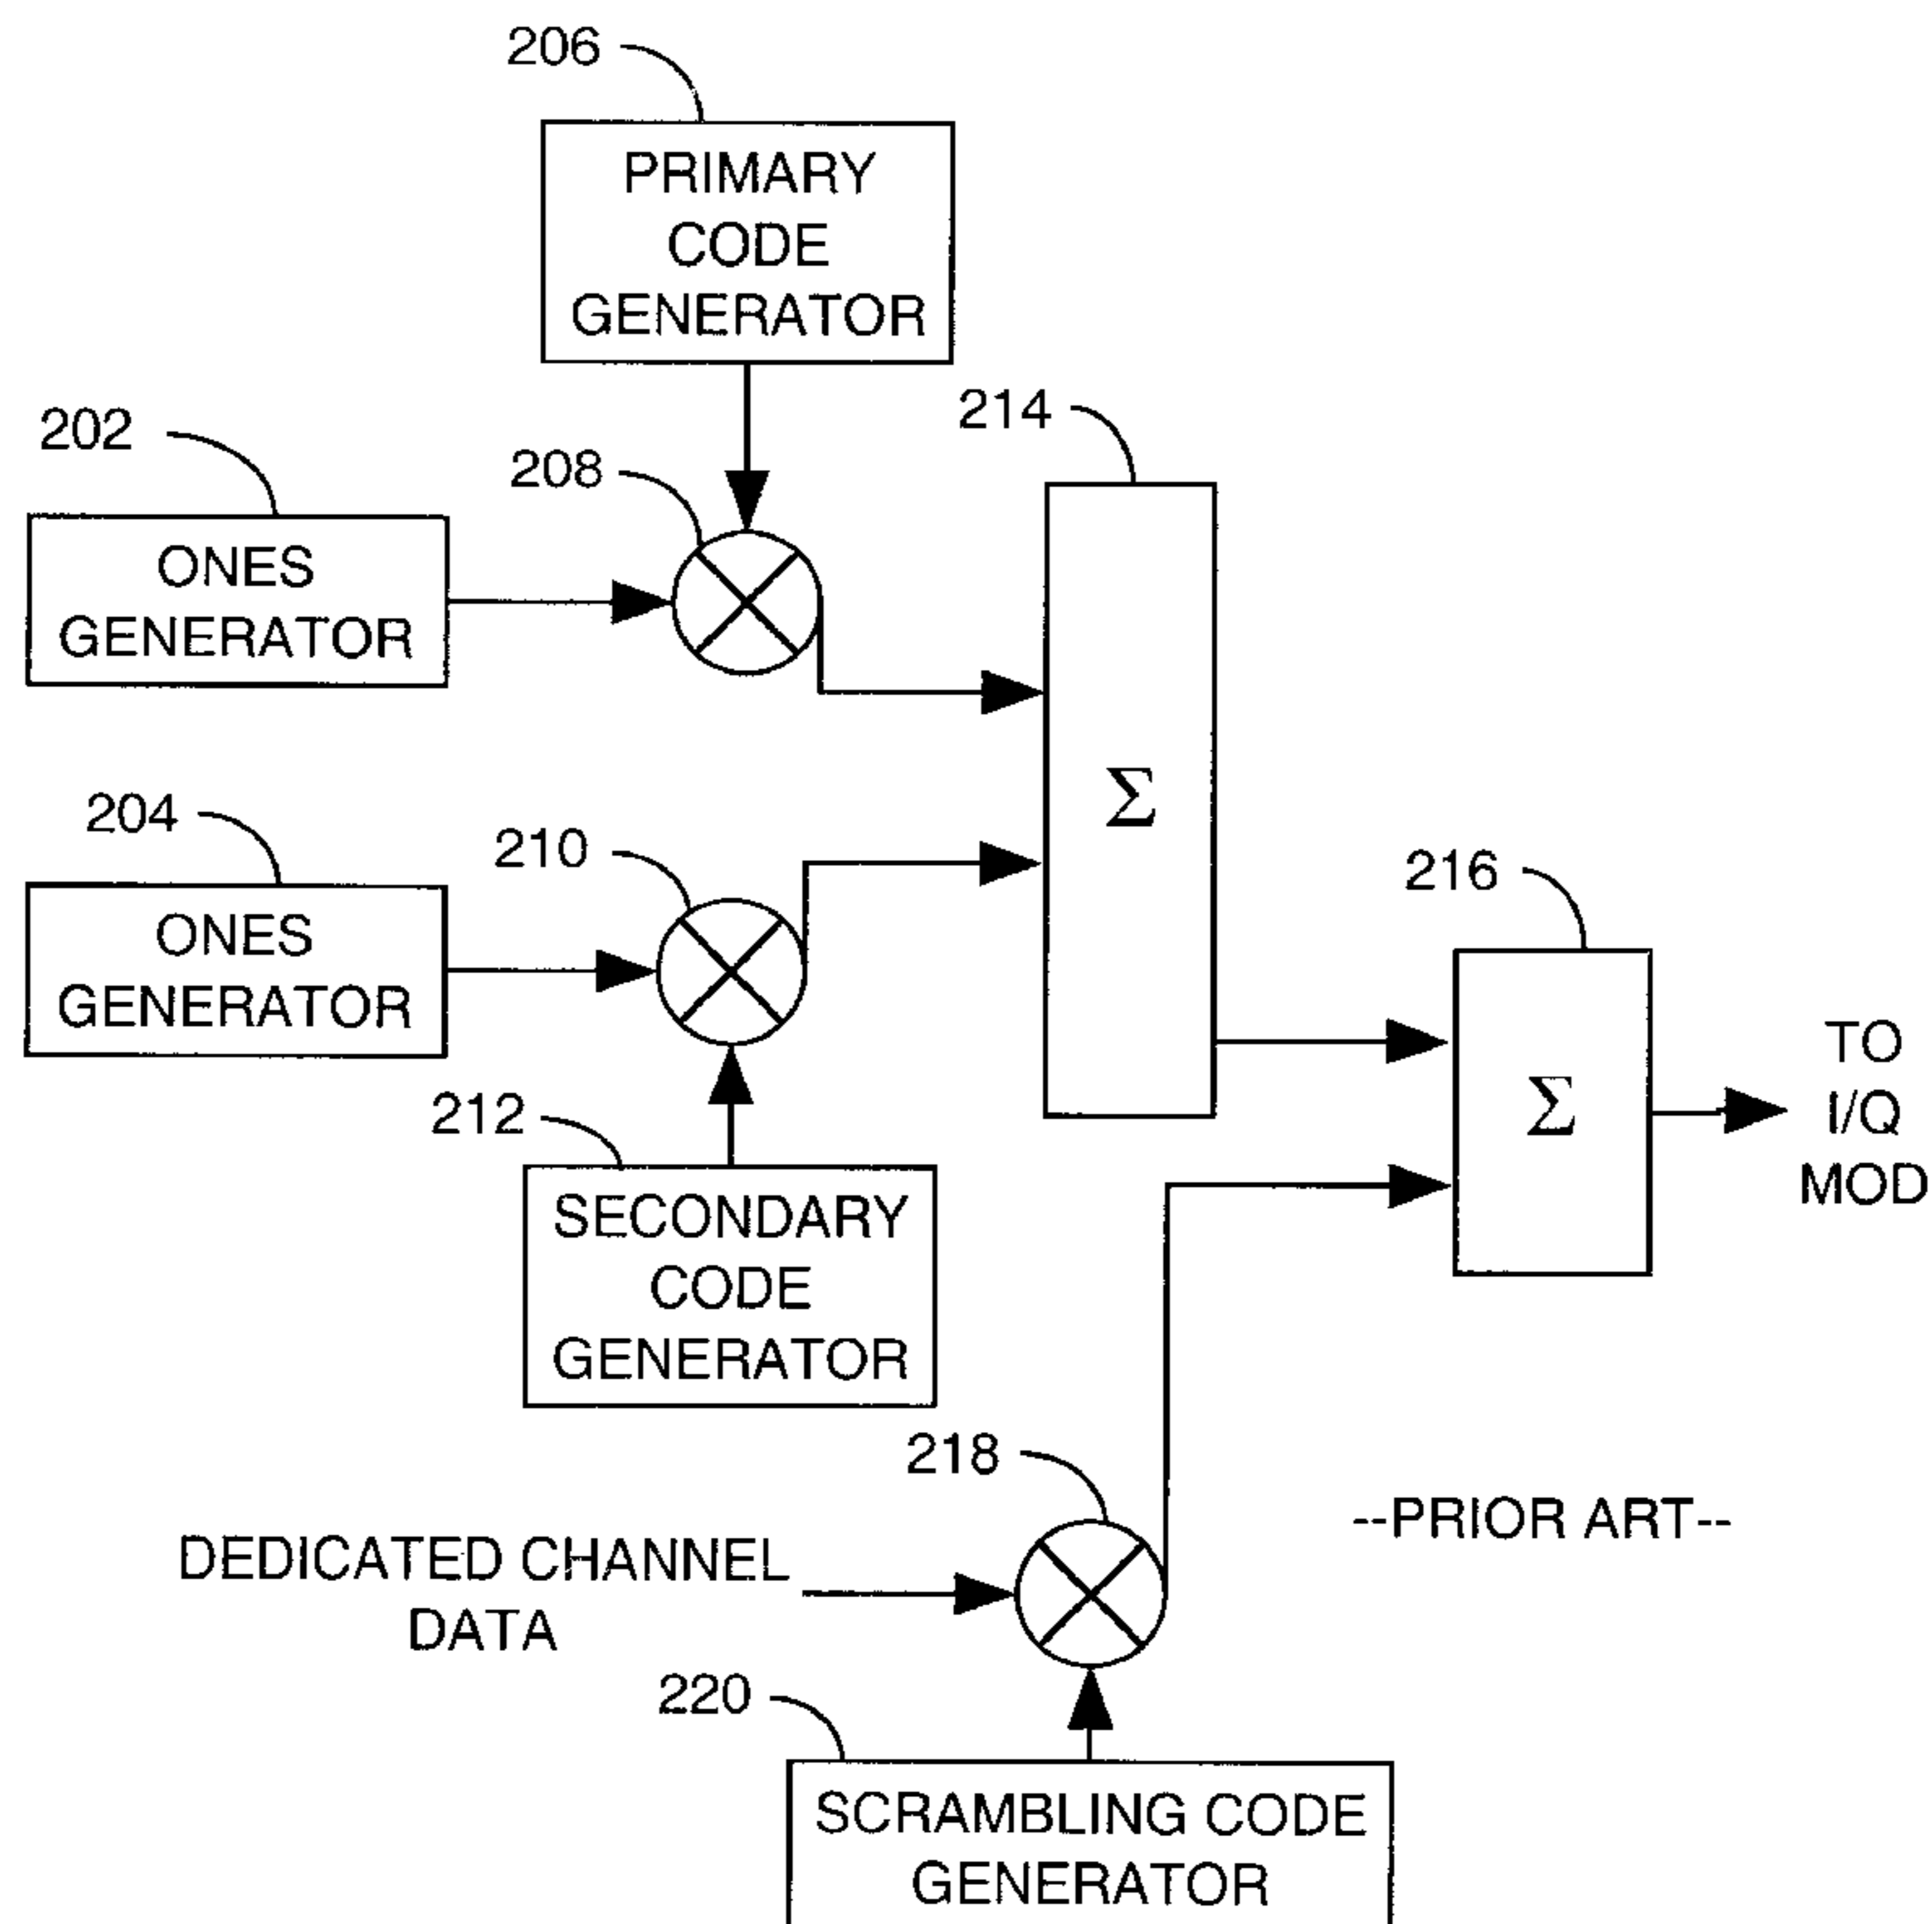 206
PRIMARY
CODE
GENERATOR
202
208
214
ONES
GENERATOR
Σ
204
210
216
ONES
GENERATOR
212
SECONDARY
CODE
GENERATOR
Σ
TO
I/Q
MOD
218
--PRIOR ART--
DEDICATED CHANNEL
DATA
220
SCRAMBLING CODE
GENERATOR